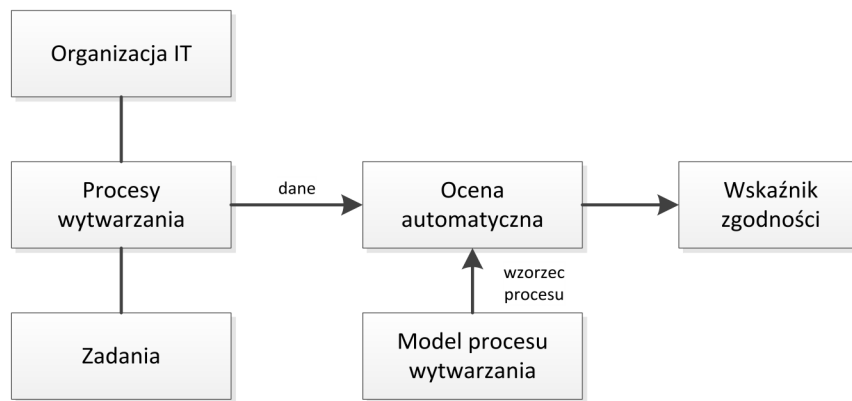 Organizacja IT
Procesy
wytwarzania
dane
Ocena
automatyczna
Wskaźnik
zgodności
wzorzec
procesu
Zadania
Model procesu
wytwarzania